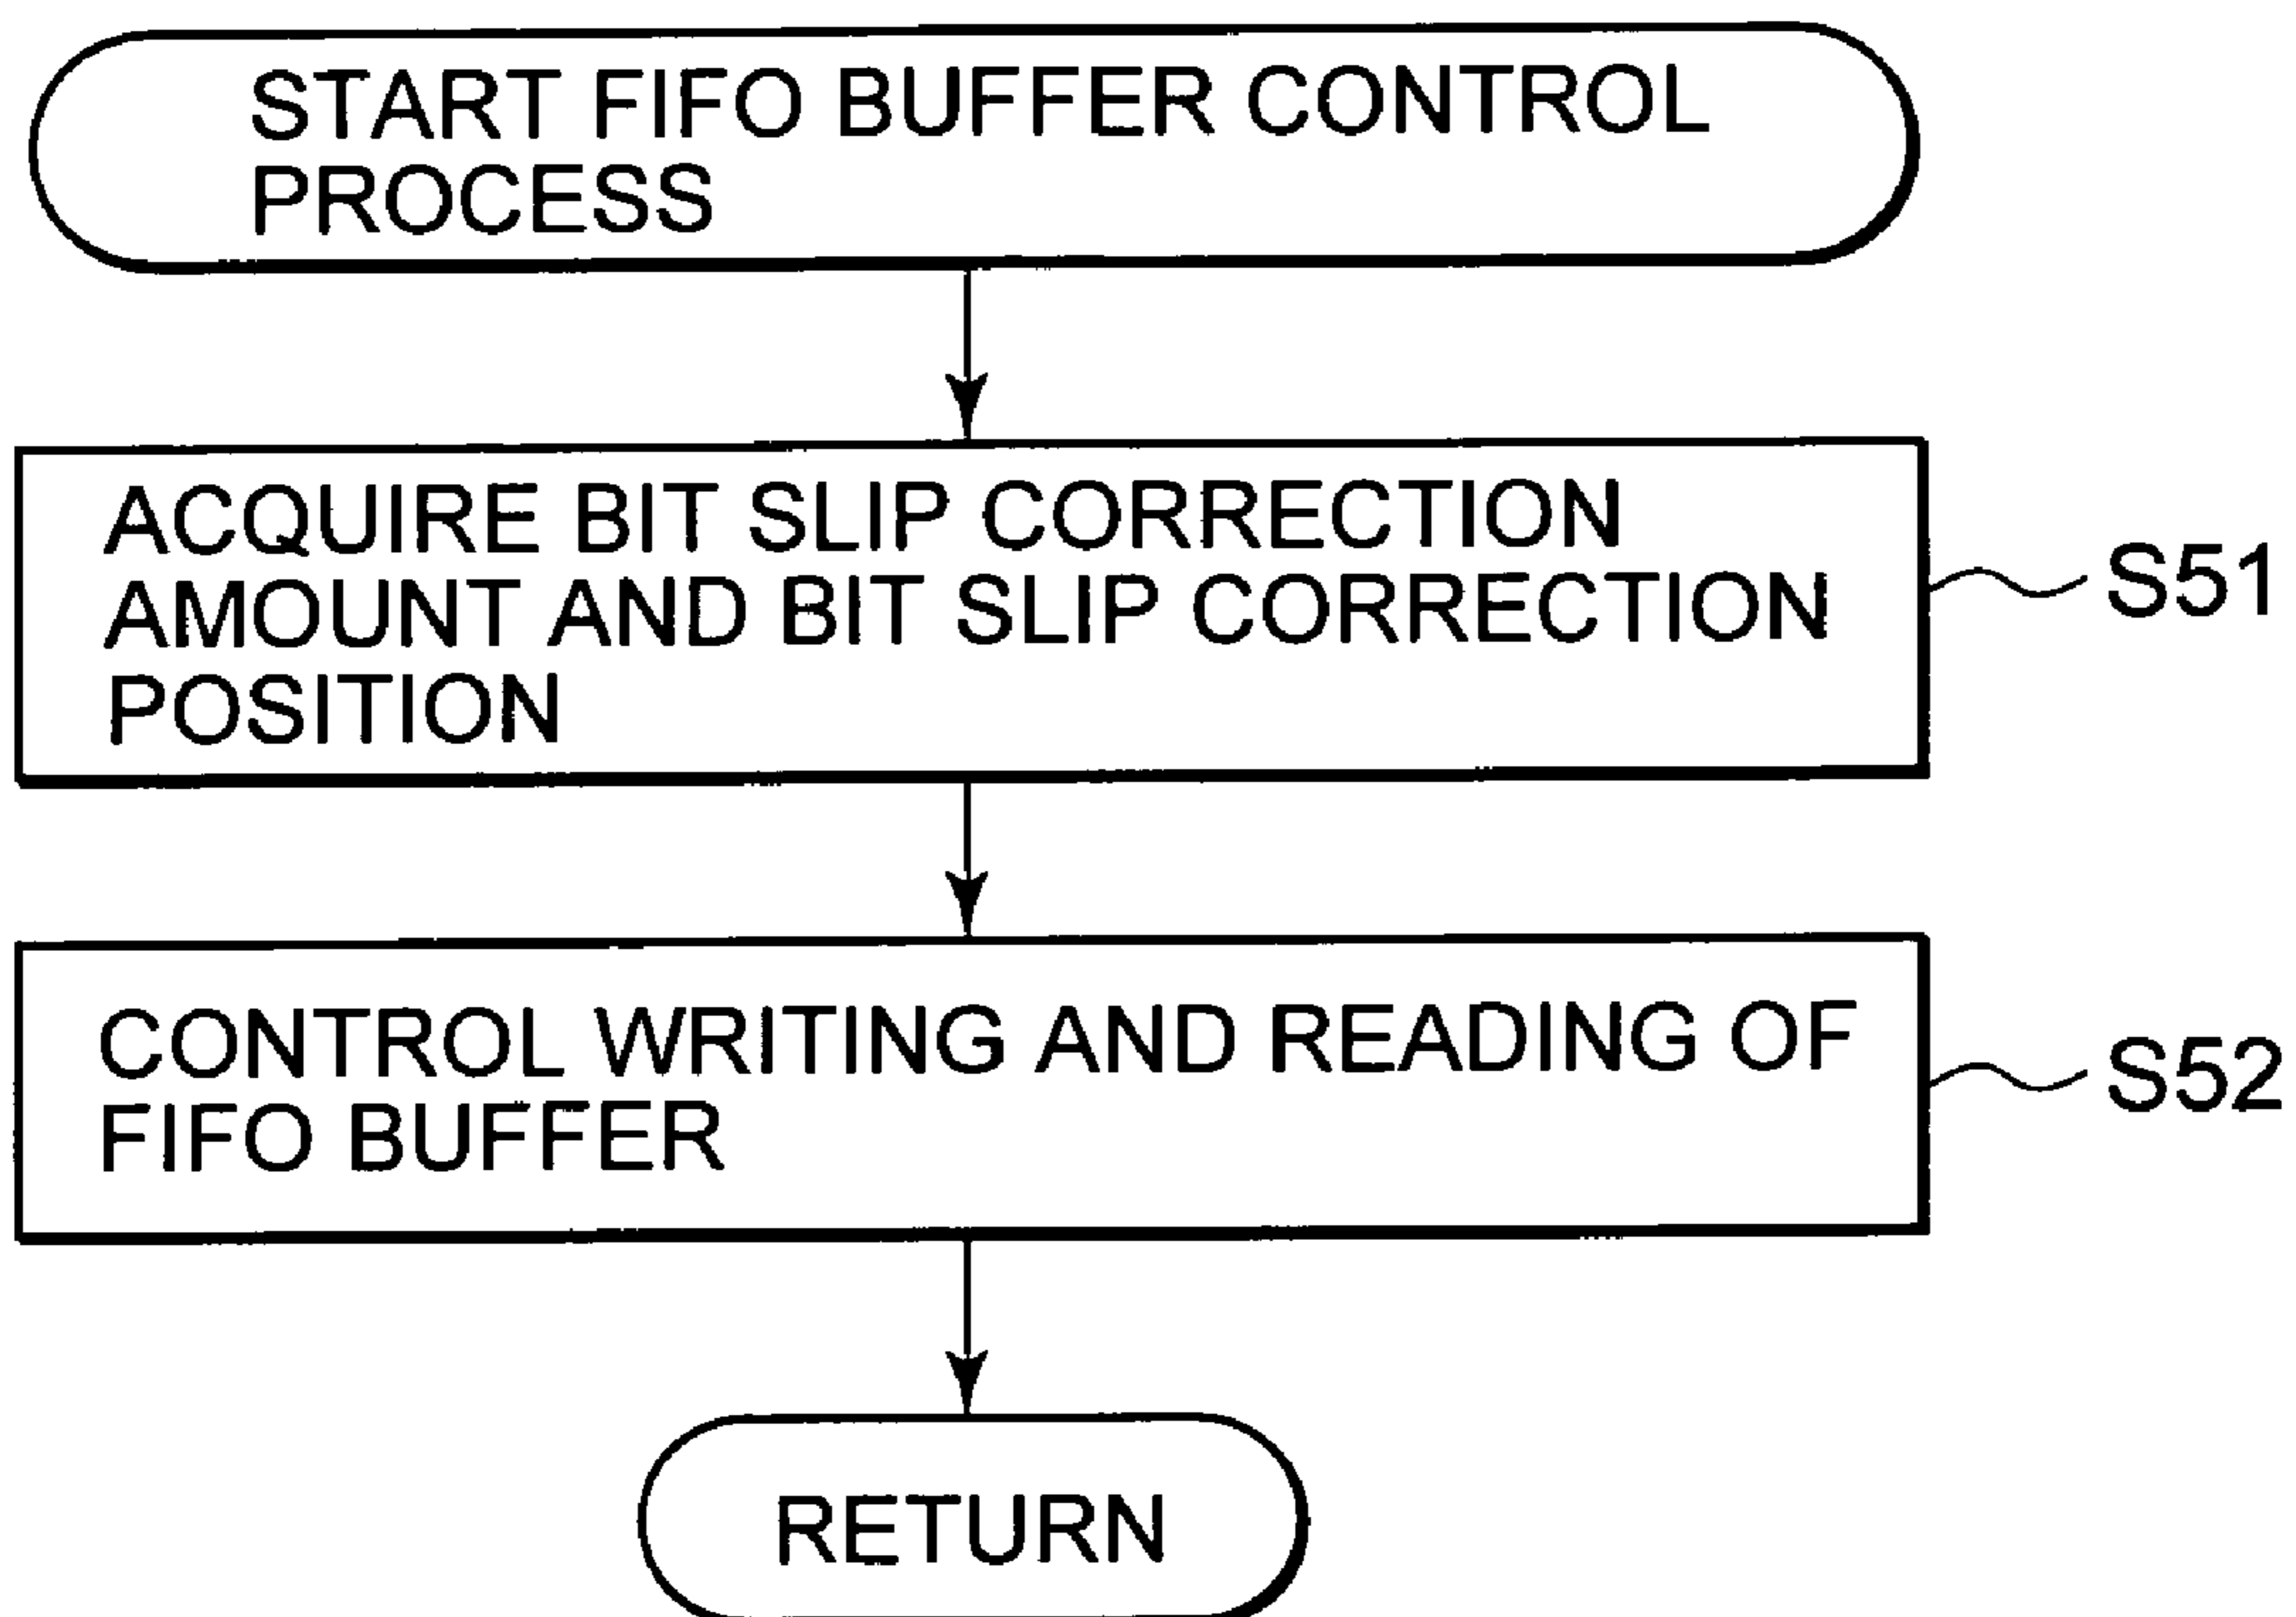 START FIFO BUFFER CONTROL
PROCESS
ACQUIRE BIT SLIP CORRECTION
AMOUNT AND BIT SLIP CORRECTION
POSITION
S51
CONTROL WRITING AND READING OF
FIFO BUFFER
S52
RETURN